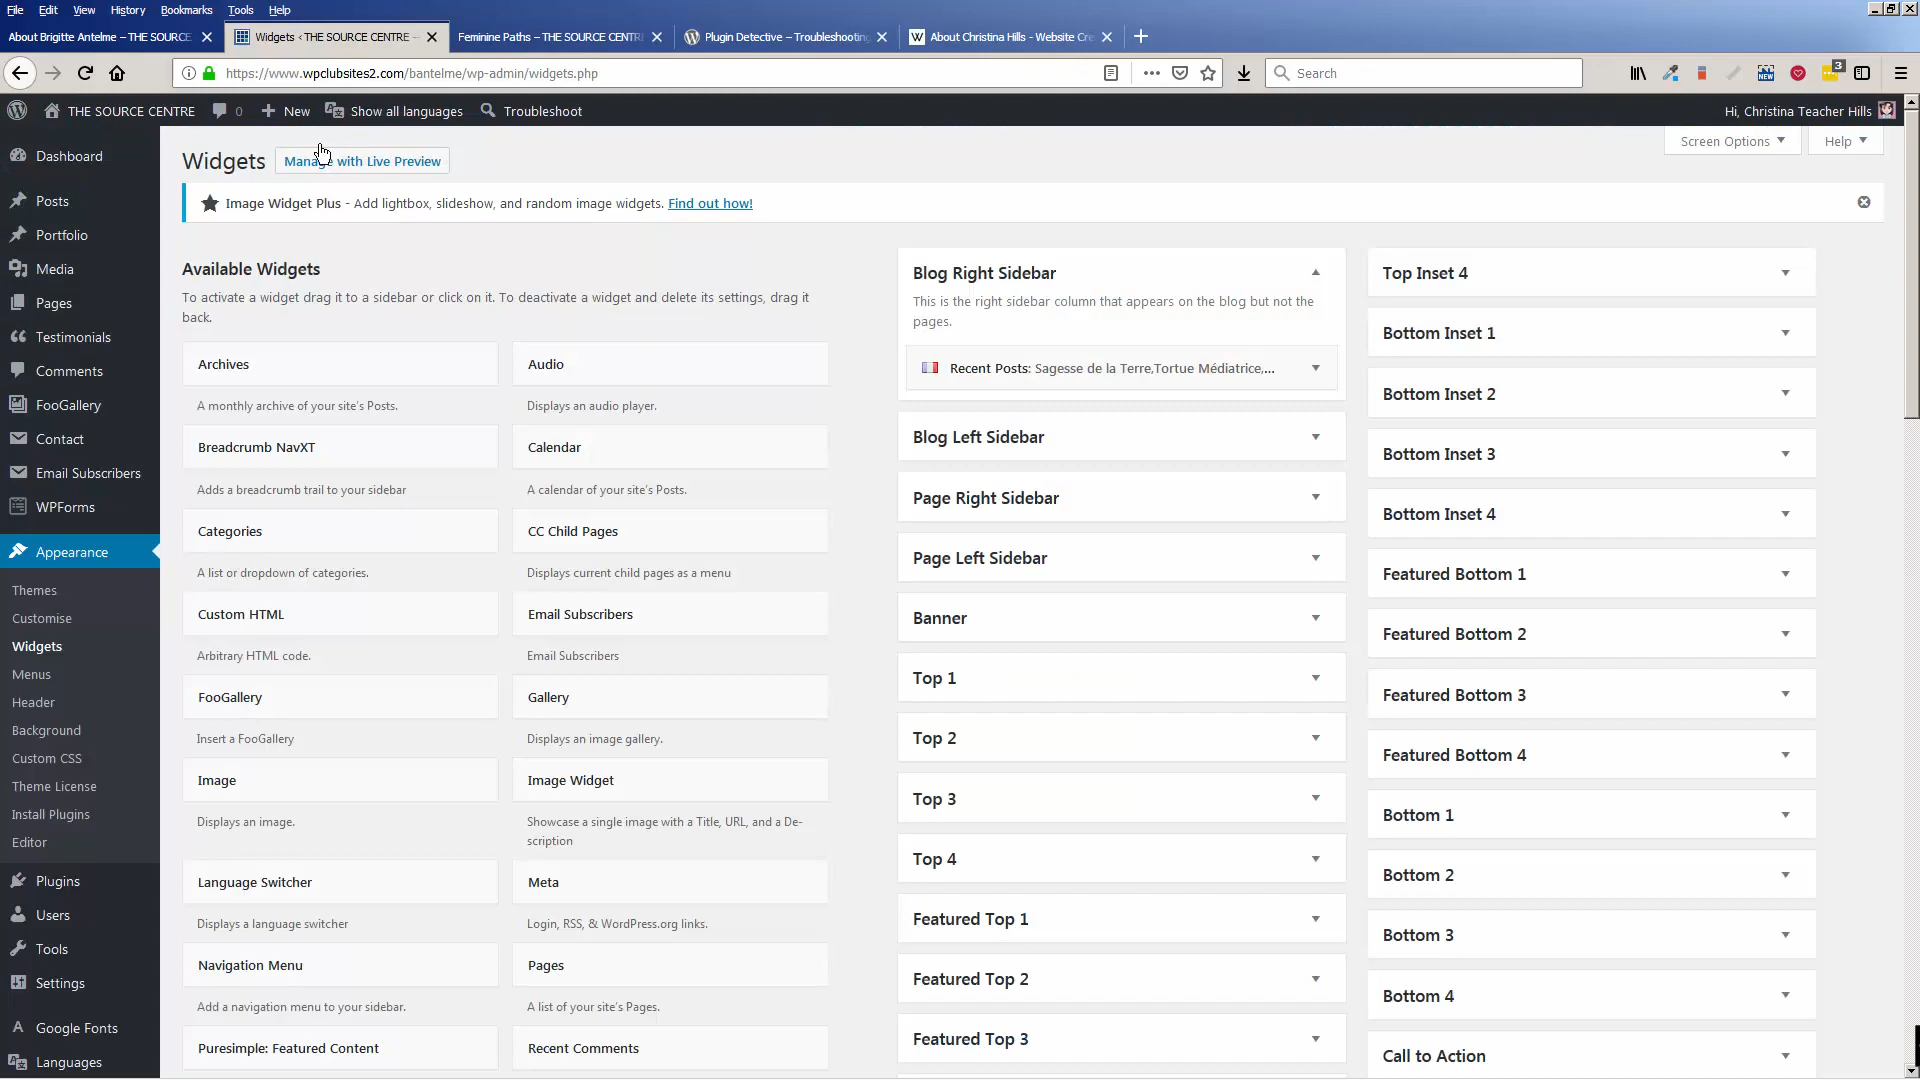 File Edit View History Bookmarks Tools Help
About Brigitte Antelme – THE SOURCE
Widgets ‹ THE SOURCE CENTRE —
Feminine Paths – THE SOURCE CENTR
Plugin Detective – Troubleshooting
About Christina Hills - Website Cre
https://www.wpclubsites2.com/bantelme/wp-admin/widgets.php
Search
NEW
3
THE SOURCE CENTRE 0 New Show all languages Troubleshoot
Hi, Christina Teacher Hills
Dashboard
Posts
Portfolio
Media
Pages
Testimonials
Comments
FooGallery
Contact
Email Subscribers
WPForms
Appearance
Themes
Customise
Widgets
Menus
Header
Background
Custom CSS
Theme License
Install Plugins
Editor
Plugins
Users
Tools
Settings
Google Fonts
Languages
Widgets
Manage with Live Preview
Screen Options
Help
Image Widget Plus - Add lightbox, slideshow, and random image widgets. Find out how!
Available Widgets
To activate a widget drag it to a sidebar or click on it. To deactivate a widget and delete its settings, drag it
back.
Archives
A monthly archive of your site's Posts.
Audio
Displays an audio player.
Breadcrumb NavXT
Adds a breadcrumb trail to your sidebar
Calendar
A calendar of your site's Posts.
Categories
A list or dropdown of categories.
CC Child Pages
Displays current child pages as a menu
Custom HTML
Arbitrary HTML code.
Email Subscribers
Email Subscribers
FooGallery
Insert a FooGallery
Gallery
Displays an image gallery.
Image
Displays an image.
Image Widget
Showcase a single image with a Title, URL, and a De-
scription
Language Switcher
Displays a language switcher
Meta
Login, RSS, & WordPress.org links.
Navigation Menu
Add a navigation menu to your sidebar.
Pages
A list of your site's Pages.
Puresimple: Featured Content
Recent Comments
Blog Right Sidebar
This is the right sidebar column that appears on the blog but not the
pages.
Recent Posts: Sagesse de la Terre,Tortue Médiatrice,...
Blog Left Sidebar
Page Right Sidebar
Page Left Sidebar
Banner
Top 1
Top 2
Top 3
Top 4
Featured Top 1
Featured Top 2
Featured Top 3
Top Inset 4
Bottom Inset 1
Bottom Inset 2
Bottom Inset 3
Bottom Inset 4
Featured Bottom 1
Featured Bottom 2
Featured Bottom 3
Featured Bottom 4
Bottom 1
Bottom 2
Bottom 3
Bottom 4
Call to Action